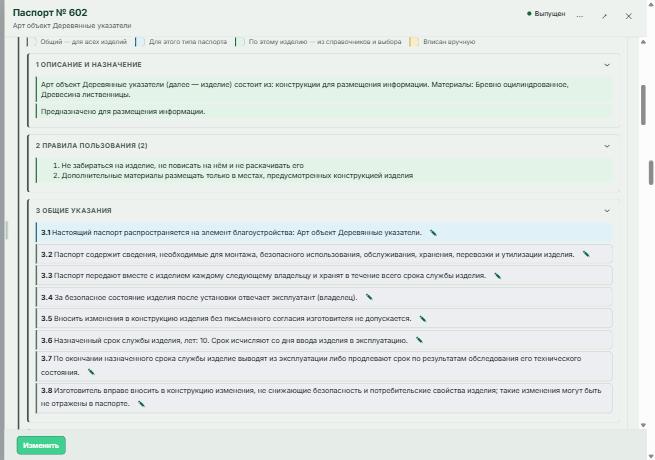 Паспорт № 602
Арт объект Деревянные указатели
Выпущен
Общий — для всех изделий
Для этого типа паспорта
По этому изделию — из справочников и выбора
Вписан вручную
1 ОПИСАНИЕ И НАЗНАЧЕНИЕ
Арт объект Деревянные указатели (далее — изделие) состоит из: конструкции для размещения информации. Материалы: Бревно оцилиндрованное,
Древесина лиственницы.
Предназначено для размещения информации.
2 ПРАВИЛА ПОЛЬЗОВАНИЯ (2)
1. Не забираться на изделие, не повисать на нём и не раскачивать его
2. Дополнительные материалы размещать только в местах, предусмотренных конструкцией изделия
3 ОБЩИЕ УКАЗАНИЯ
3.1 Настоящий паспорт распространяется на элемент благоустройства: Арт объект Деревянные указатели.
3.2 Паспорт содержит сведения, необходимые для монтажа, безопасного использования, обслуживания, хранения, перевозки и утилизации изделия.
3.3 Паспорт передают вместе с изделием каждому следующему владельцу и хранят в течение всего срока службы изделия.
3.4 За безопасное состояние изделия после установки отвечает эксплуатант (владелец).
3.5 Вносить изменения в конструкцию изделия без письменного согласия изготовителя не допускается.
3.6 Назначенный срок службы изделия, лет: 10. Срок исчисляют со дня ввода изделия в эксплуатацию.
3.7 По окончании назначенного срока службы изделие выводят из эксплуатации либо продлевают срок по результатам обследования его технического
состояния.
3.8 Изготовитель вправе вносить в конструкцию изменения, не снижающие безопасность и потребительские свойства изделия; такие изменения могут быть
не отражены в паспорте.
Изменить